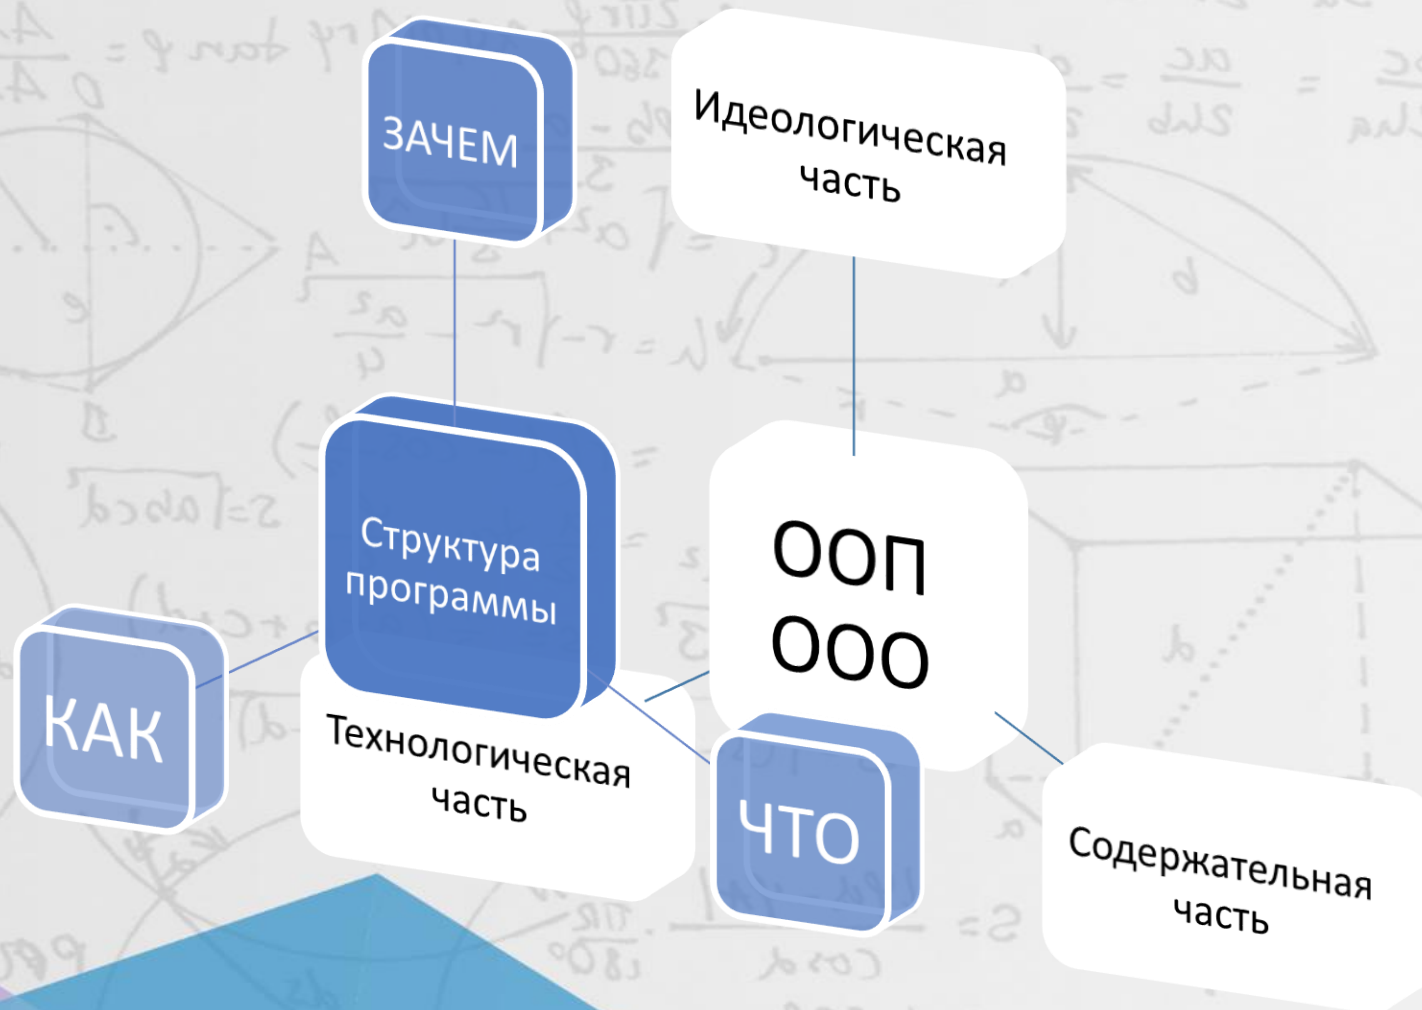 ЗАЧЕМ
Идеологическая
часть
Структура
программы
ООП
ООО
КАК
Технологическая
часть
ЧТО
Содержательная
часть